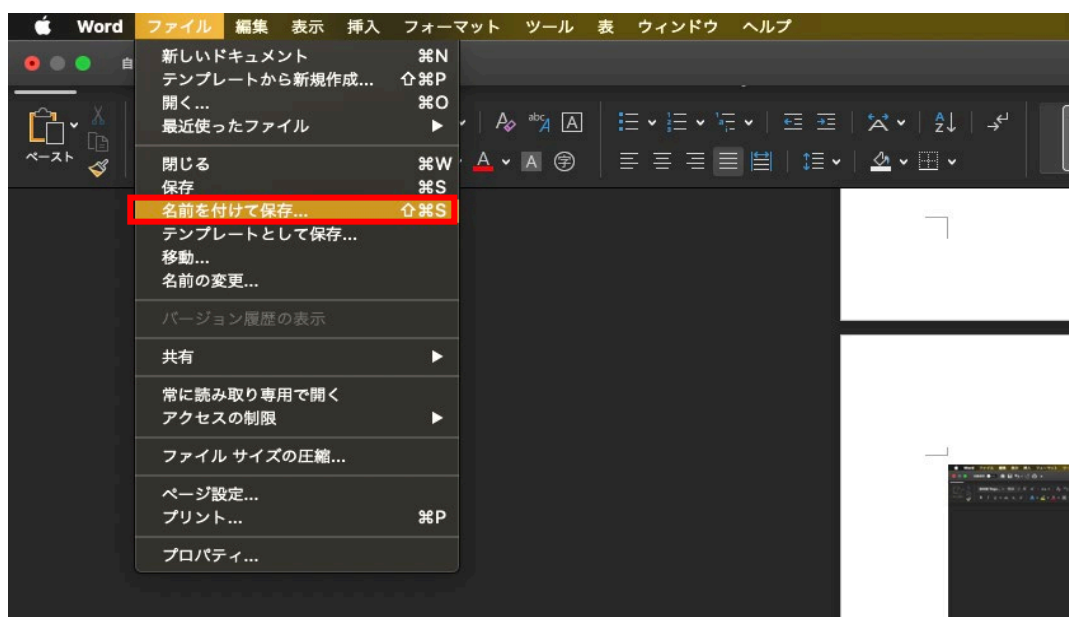 Word ファイル 編集 表示 挿入 フォーマット ツール 表 ウィンドウ ヘルプ
自
新しいドキュメント ⌘N
テンプレートから新規作成... ⇧⌘P
開く... ⌘O
最近使ったファイル ▶
閉じる ⌘W
保存 ⌘S
名前を付けて保存... ⇧⌘S
テンプレートとして保存...
移動...
名前の変更...
バージョン履歴の表示
共有 ▶
常に読み取り専用で開く
アクセスの制限 ▶
ファイル サイズの圧縮...
ページ設定...
プリント... ⌘P
プロパティ...
ペースト
A abc A A
A A 字
A Z